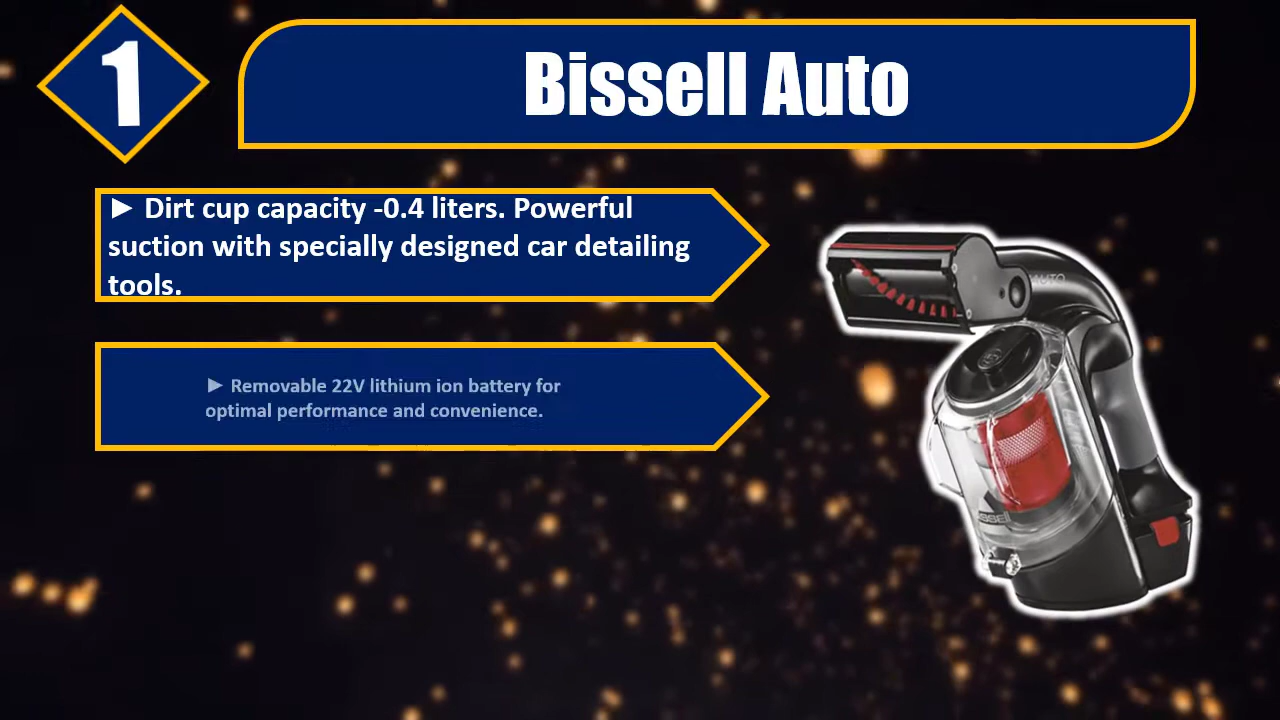 1
Bissell Auto
► Dirt cup capacity -0.4 liters. Powerful
suction with specially designed car detailing
tools.
► Removable 22V lithium ion battery for
optimal performance and convenience.
AUTO